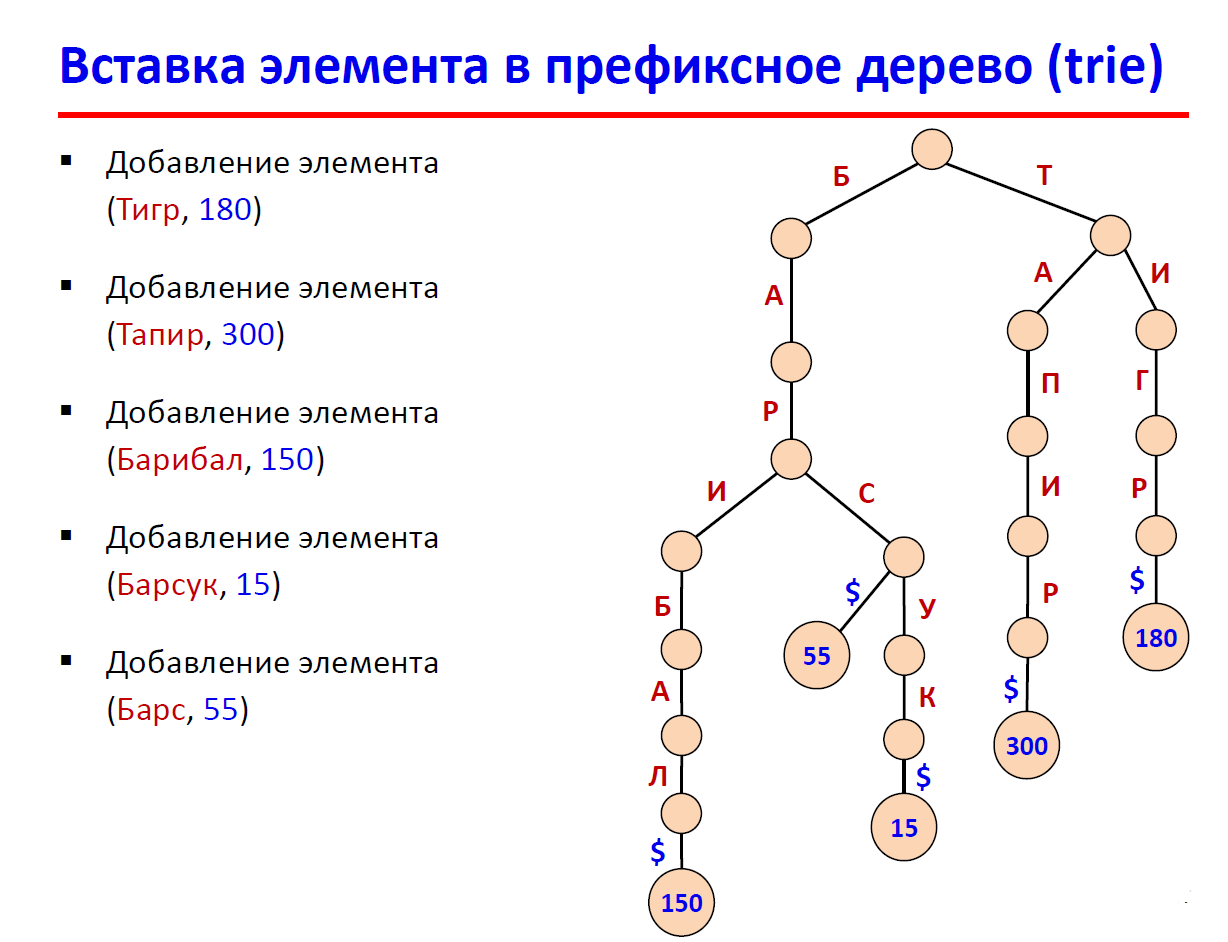 Вставка элемента в префиксное дерево (trie)
▪ Добавление элемента
(Тигр, 180)
▪ Добавление элемента
(Тапир, 300)
▪ Добавление элемента
(Барибал, 150)
▪ Добавление элемента
(Барсук, 15)
▪ Добавление элемента
(Барс, 55)
Б Т
А И
А
П Г
Р
И Р
И С
$ $
Б У Р
55 180
А К $
300
Л $
15
$
150